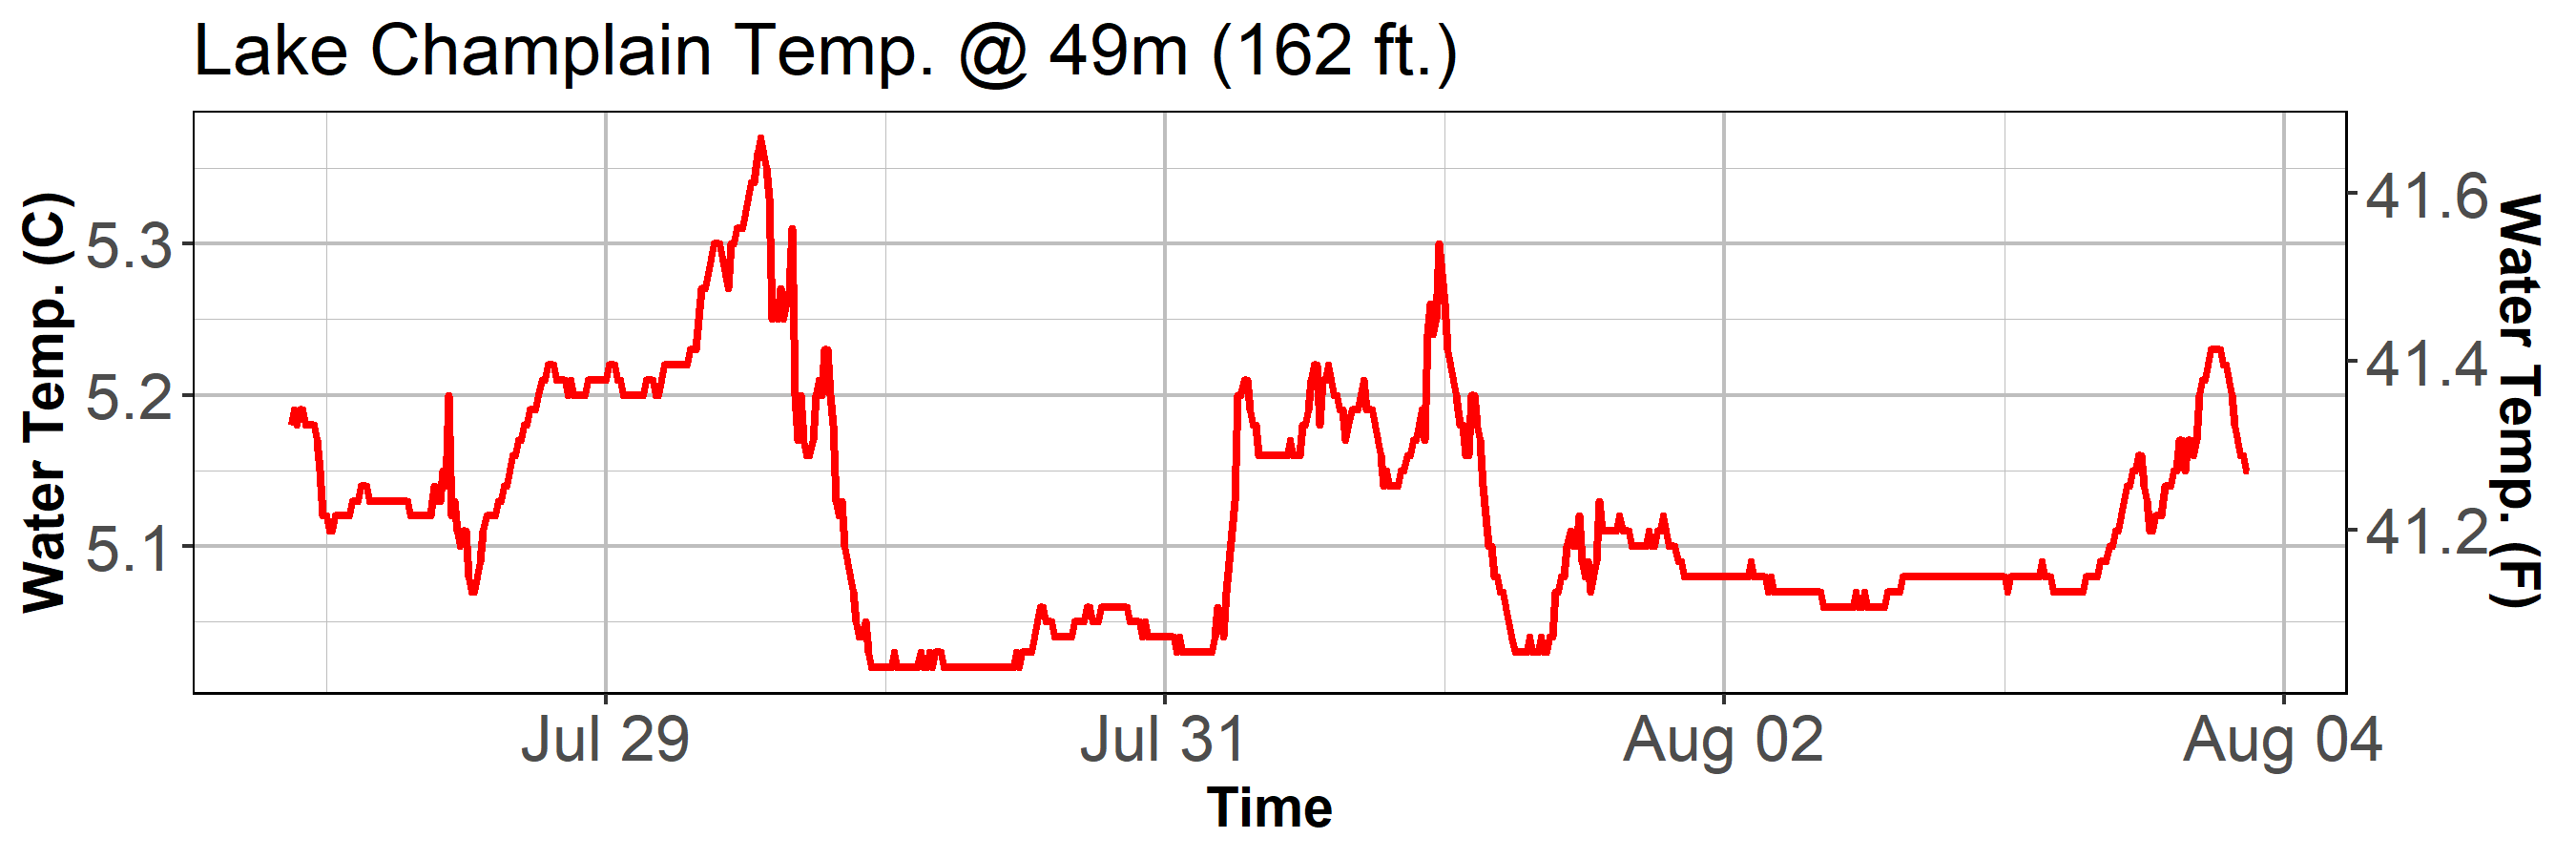 Lake Champlain Temp. @ 49m (162 ft.)
Water Temp. (C)
5.3
5.2
5.1
41.6
41.4
41.2
Water Temp. (F)
Jul 29
Jul 31
Aug 02
Aug 04
Time